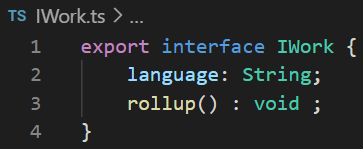 TS IWork.ts > ...
1 export interface IWork {
2 language: String;
3 rollup() : void ;
4 }